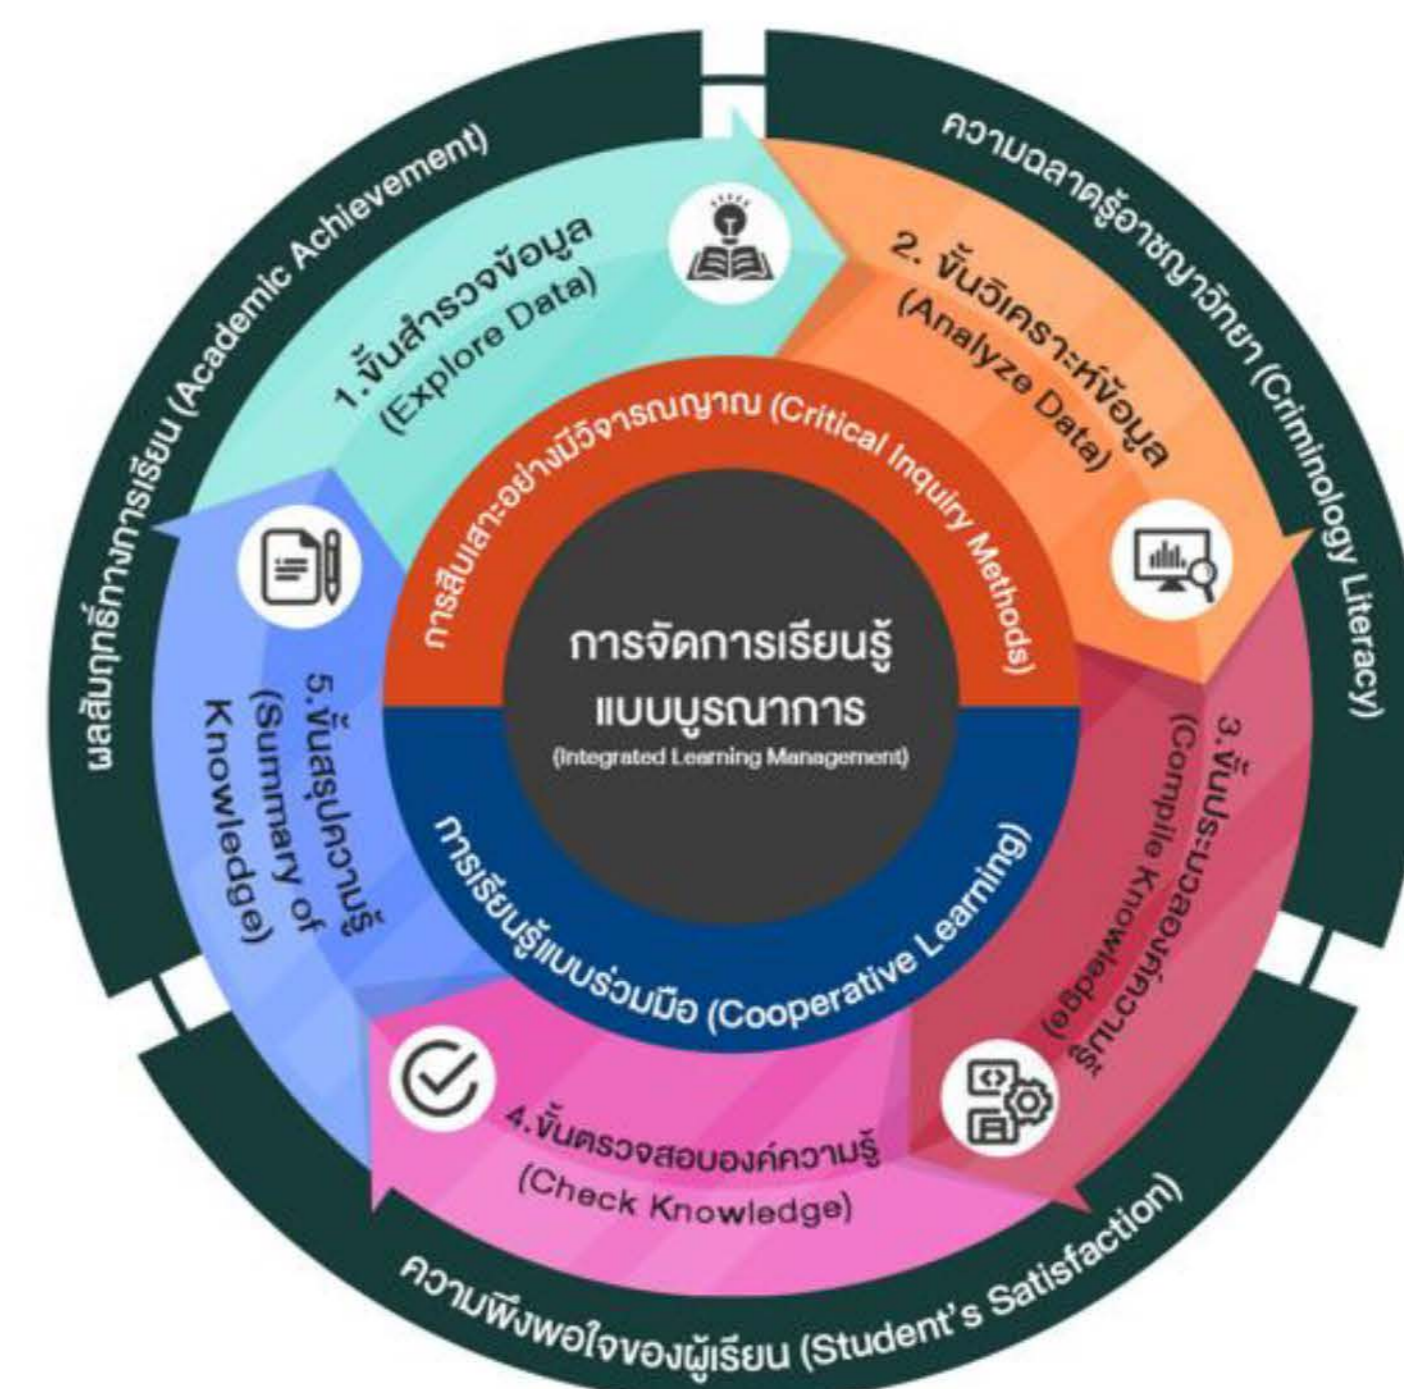 การจัดการเรียนรู้
แบบบูรณาการ
(Integrated Learning Management)
การสืบเสาะอย่างมีวิจารณญาณ (Critical Inquiry Methods)
การเรียนรู้แบบร่วมมือ (Cooperative Learning)
1.ขั้นสำรวจข้อมูล
(Explore Data)
2. ขั้นวิเคราะห์ข้อมูล
(Analyze Data)
3.ขั้นประมวลองค์ความรู้
(Compile Knowledge)
4.ขั้นตรวจสอบองค์ความรู้
(Check Knowledge)
5.ขั้นสรุปความรู้
(Summary of
Knowledge)
ผลสัมฤทธิ์ทางการเรียน (Academic Achievement)
ความฉลาดรู้อาชญาวิทยา (Criminology Literacy)
ความพึงพอใจของผู้เรียน (Student's Satisfaction)